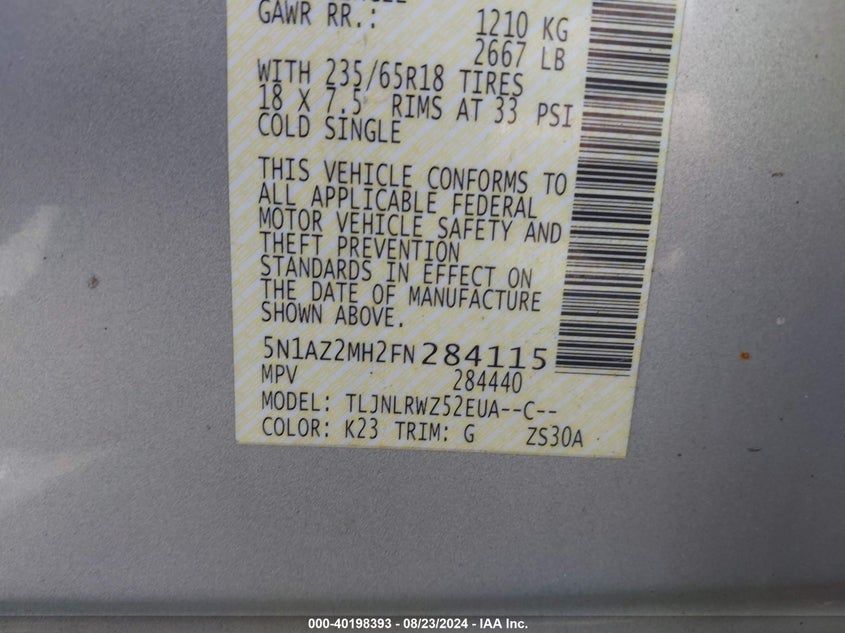 GAWR RR.: 1210 KG
2667 LB
WITH 235/65R18 TIRES
18 X 7.5 RIMS AT 33 PSI
COLD SINGLE
THIS VEHICLE CONFORMS TO
ALL APPLICABLE FEDERAL
MOTOR VEHICLE SAFETY AND
THEFT PREVENTION
STANDARDS IN EFFECT ON
THE DATE OF MANUFACTURE
SHOWN ABOVE.
5N1AZ2MH2FN284115
MPV 284440
MODEL: TLJNLRWZ52EUA--C--
COLOR: K23 TRIM: G ZS30A
000-40198393 - 08/23/2024 - IAA Inc.